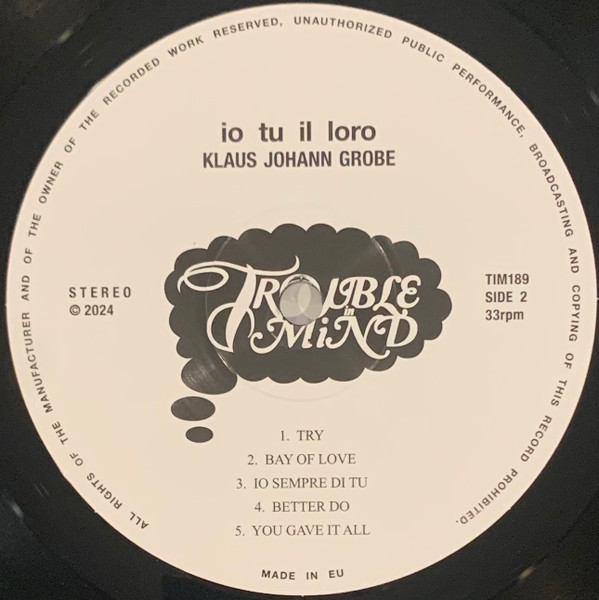 ALL RIGHTS OF THE MANUFACTURER AND OF THE OWNER OF THE RECORDED WORK RESERVED, UNAUTHORIZED PUBLIC PERFORMANCE, BROADCASTING AND COPYING OF THIS RECORD PROHIBITED.
io tu il loro
KLAUS JOHANN GROBE
TROUBLE
in
MiND
STEREO
© 2024
TIM189
SIDE 2
33rpm
1. TRY
2. BAY OF LOVE
3. IO SEMPRE DI TU
4. BETTER DO
5. YOU GAVE IT ALL
MADE IN EU